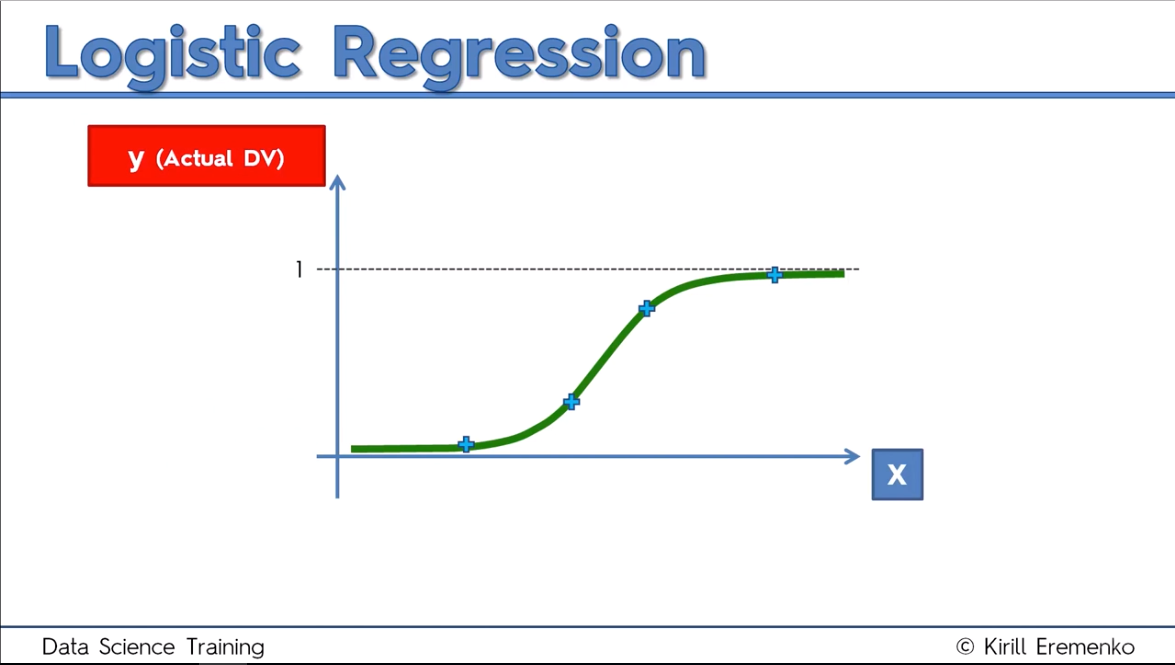 Logistic Regression
y (Actual DV)
1
X
Data Science Training
© Kirill Eremenko